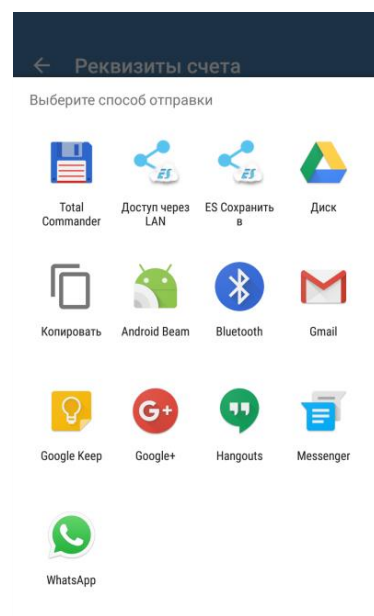 Реквизиты счета
Выберите способ отправки
Total
Commander
Доступ через
LAN
ES Сохранить
в
Диск
Копировать
Android Beam
Bluetooth
Gmail
Google Keep
Google+
Hangouts
Messenger
WhatsApp